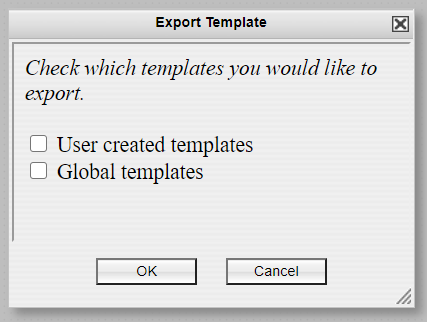 Export Template
Check which templates you would like to
export.
User created templates
Global templates
OK
Cancel